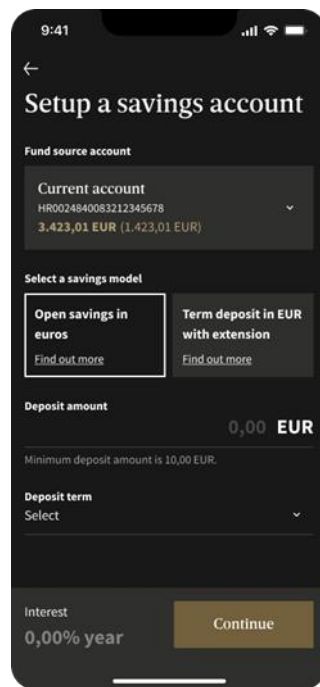 9:41
Setup a savings account
Fund source account
Current account
HR0024840083212345678
3.423,01 EUR (1.423,01 EUR)
Select a savings model
Open savings in
euros
Find out more
Term deposit in EUR
with extension
Find out more
Deposit amount
0,00 EUR
Minimum deposit amount is 10,00 EUR.
Deposit term
Select
Interest
0,00% year
Continue